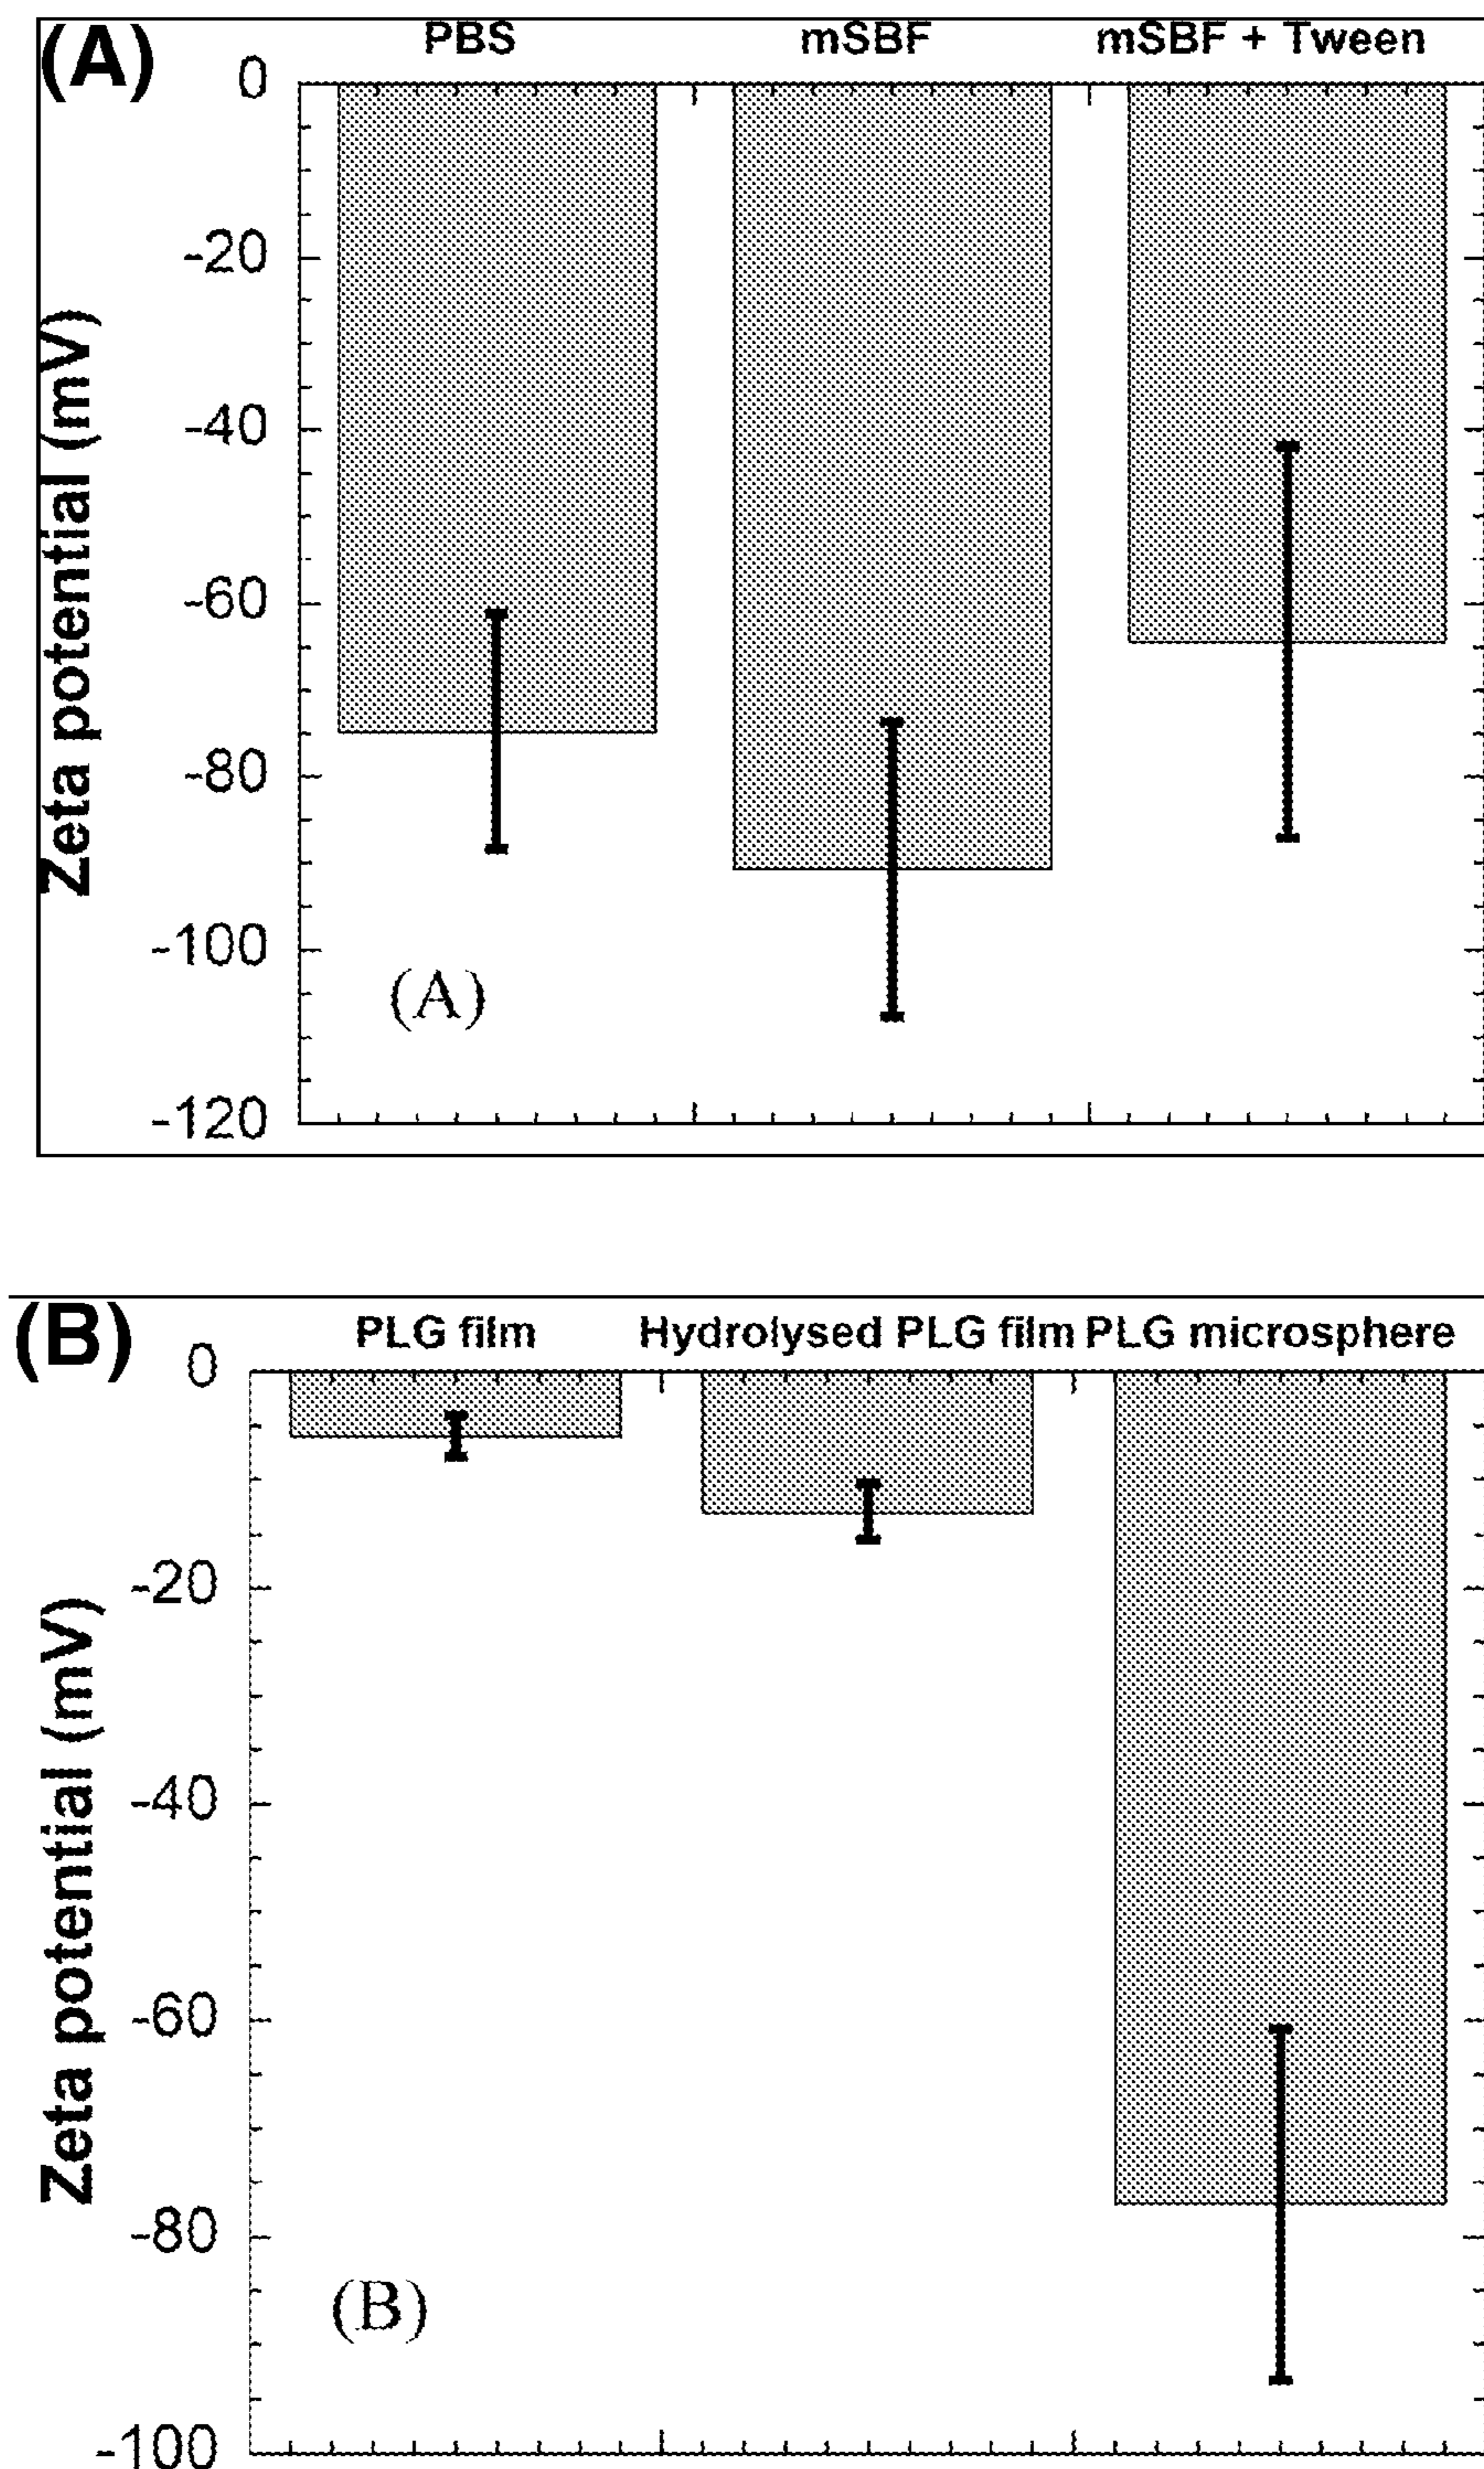 (A)
PBS mSBF mSBF + Tween
0
-20
-40
-60
-80
-100
-120
Zeta potential (mV)
(A)
(B)
PLG film Hydrolysed PLG film PLG microsphere
0
-20
-40
-60
-80
-100
Zeta potential (mV)
(B)